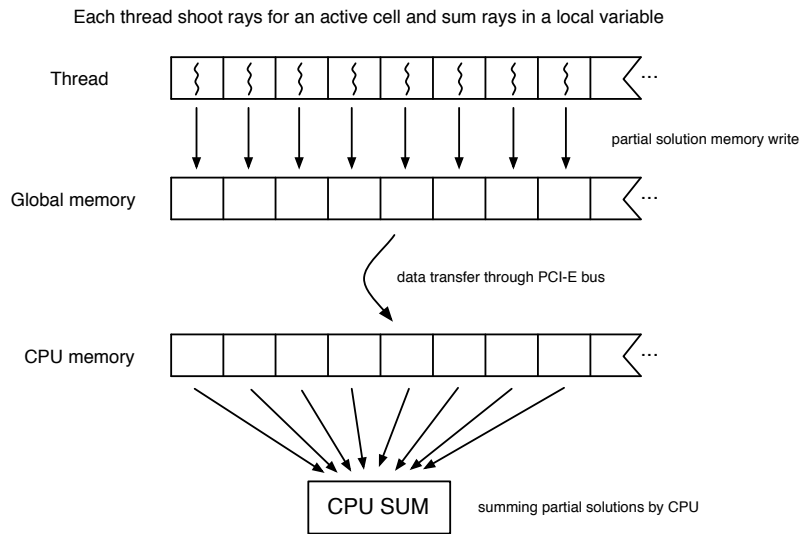 Each thread shoot rays for an active cell and sum rays in a local variable
Thread
...
partial solution memory write
Global memory
...
data transfer through PCI-E bus
CPU memory
...
CPU SUM
summing partial solutions by CPU